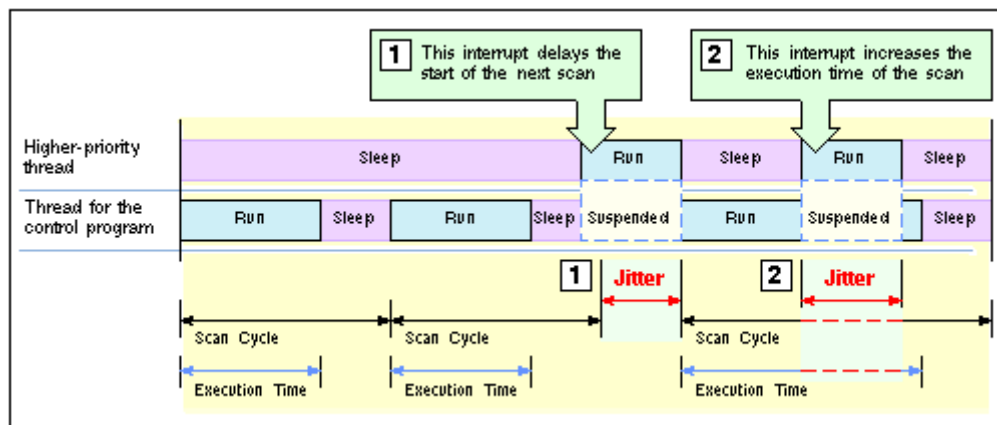 1 This interrupt delays the
start of the next scan
2 This interrupt increases the
execution time of the scan
Higher-priority
thread
Sleep
Run
Sleep
Run
Sleep
Thread for the
control program
Run
Sleep
Run
Sleep
Suspended
Run
Suspended
Sleep
1 Jitter
2 Jitter
Scan Cycle
Scan Cycle
Scan Cycle
Execution Time
Execution Time
Execution Time